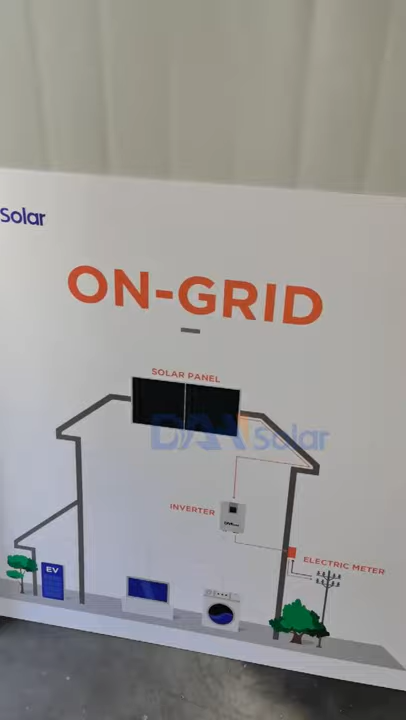 Solar
ON-GRID
SOLAR PANEL
DAH Solar
INVERTER
ELECTRIC METER
EV